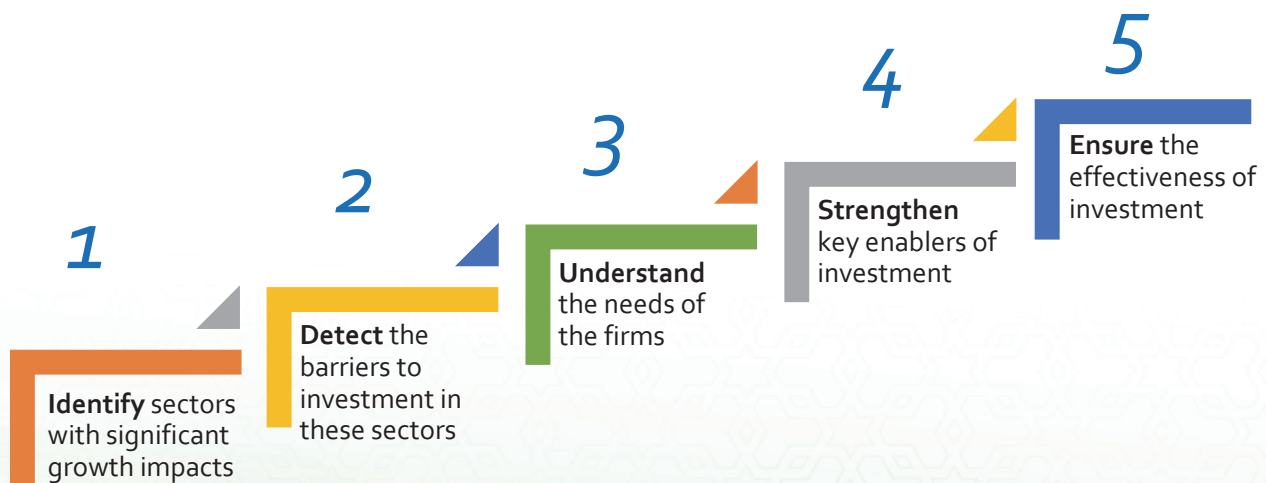 1
Identify sectors
with significant
growth impacts
2
Detect the
barriers to
investment in
these sectors
3
Understand
the needs of
the firms
4
Strengthen
key enablers of
investment
5
Ensure the
effectiveness of
investment